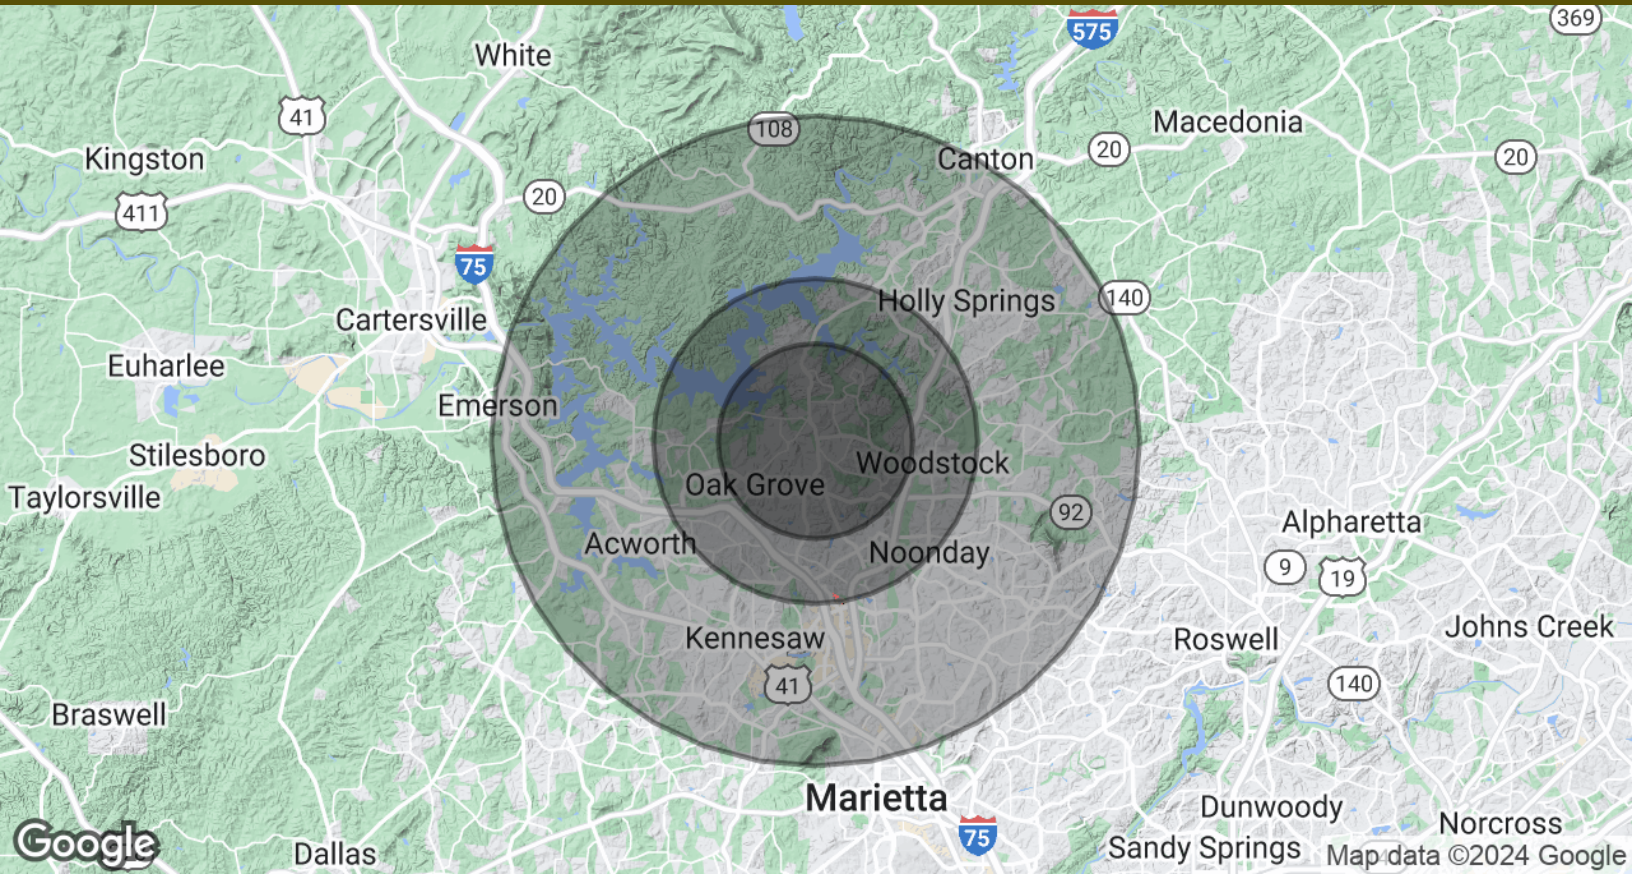 369
575
White
41
108
Macedonia
Kingston
Canton
20
20
20
411
75
Holly Springs
140
Cartersville
Euharlee
Emerson
Stilesboro
Woodstock
Oak Grove
Taylorsville
92
Alpharetta
Acworth
Noonday
9
19
Kennesaw
Roswell
Johns Creek
41
140
Braswell
Marietta
Dunwoody
75
Norcross
Google
Dallas
Sandy Springs
Map data ©2024 Google